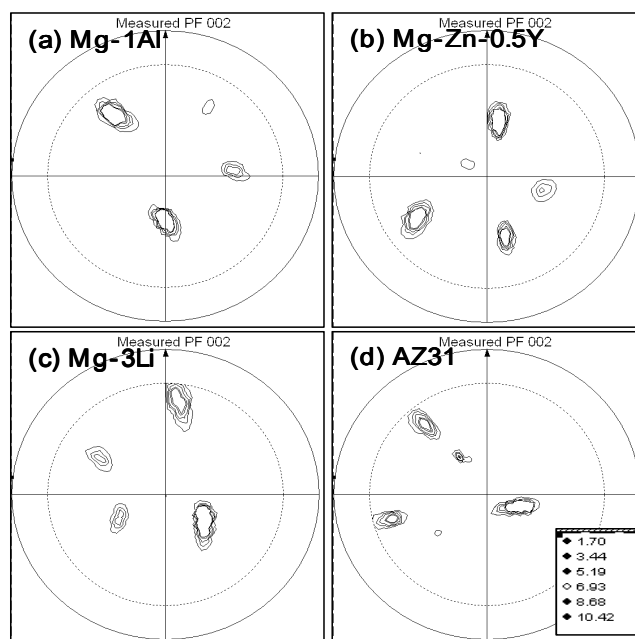 Measured PF 002
(a) Mg-1Al
Measured PF 002
(b) Mg-Zn-0.5Y
Measured PF 002
(c) Mg-3Li
Measured PF 002
(d) AZ31
1.70
3.44
5.19
6.93
8.68
10.42